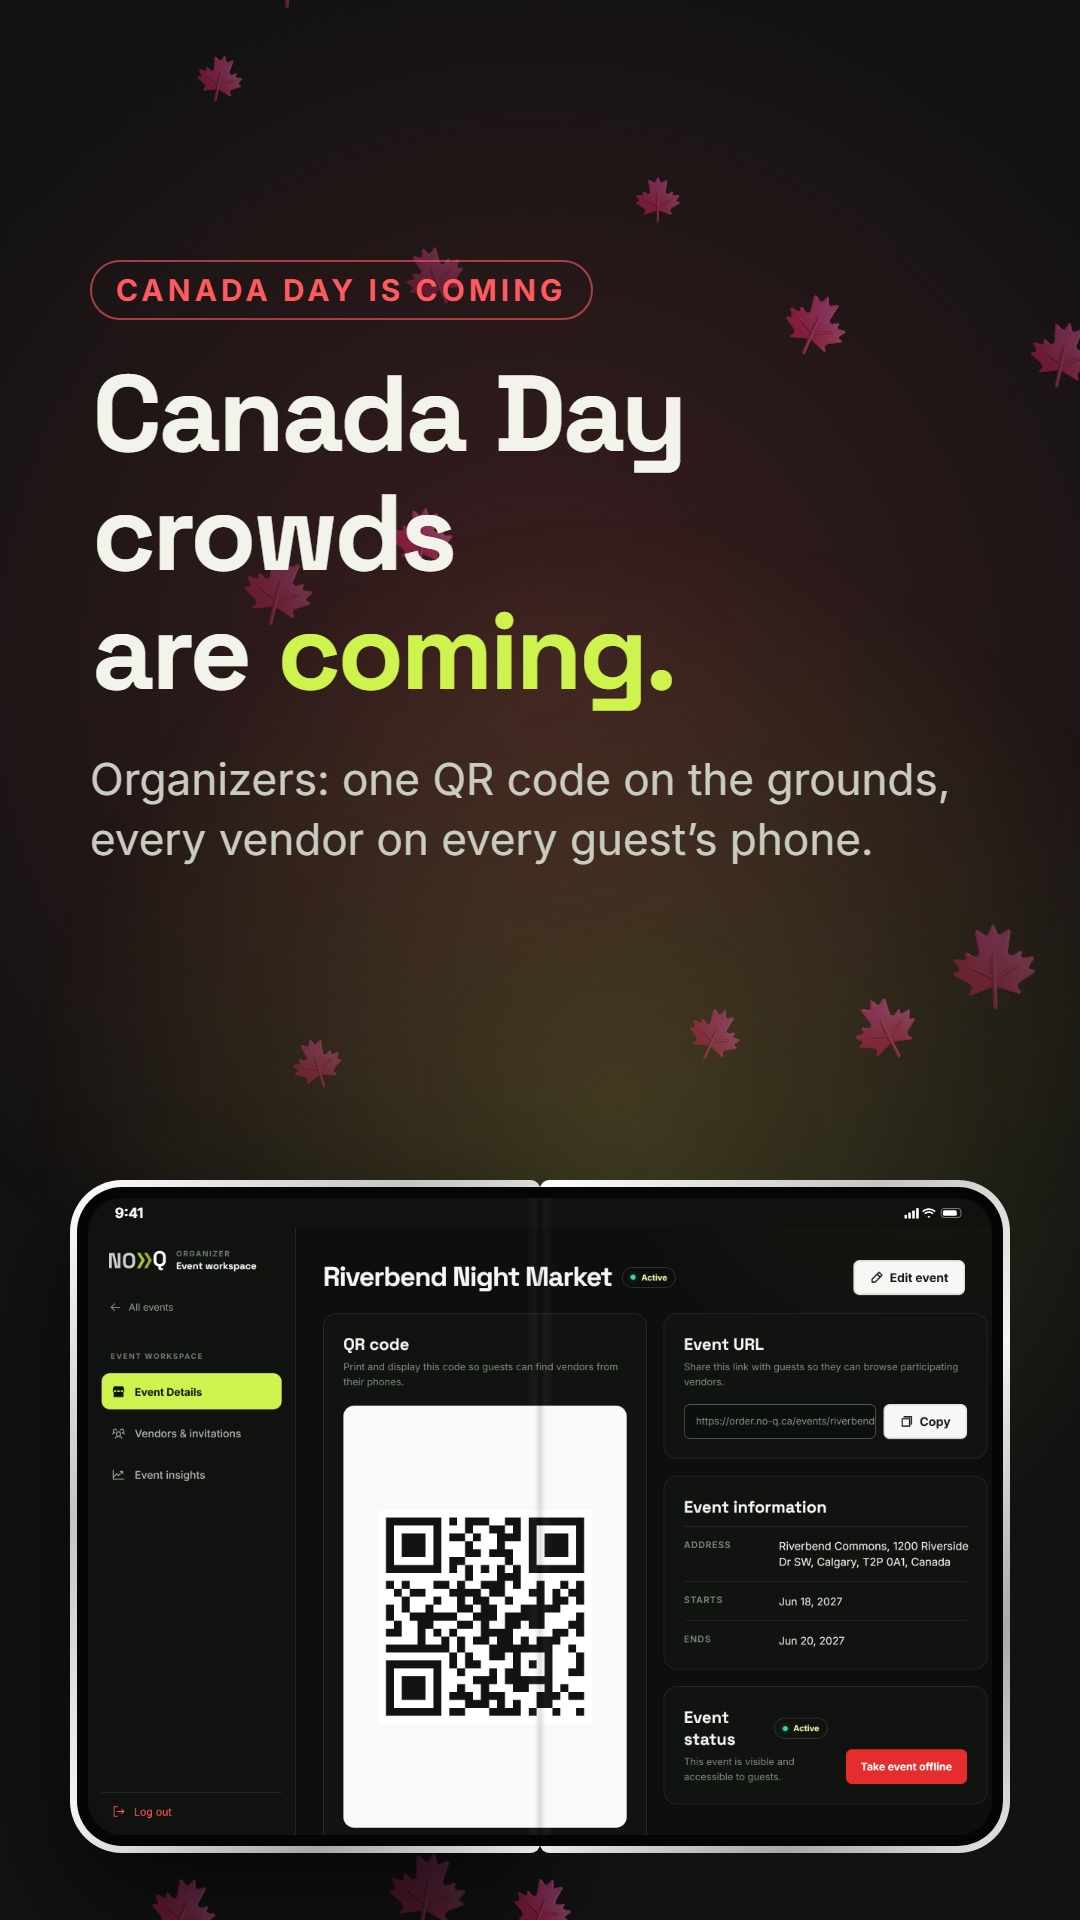 CANADA DAY IS COMING
Canada Day
crowds
are coming.
Organizers: one QR code on the grounds,
every vendor on every guest’s phone.
9:41
NO»Q
ORGANIZER
Event workspace
All events
EVENT WORKSPACE
Event Details
Vendors & invitations
Event insights
Log out
Riverbend Night Market
Active
Edit event
QR code
Print and display this code so guests can find vendors from
their phones.
Event URL
Share this link with guests so they can browse participating
vendors.
https://order.no-q.ca/events/riverbend
Copy
Event information
ADDRESS
Riverbend Commons, 1200 Riverside
Dr SW, Calgary, T2P 0A1, Canada
STARTS
Jun 18, 2027
ENDS
Jun 20, 2027
Event
status
Active
This event is visible and
accessible to guests.
Take event offline